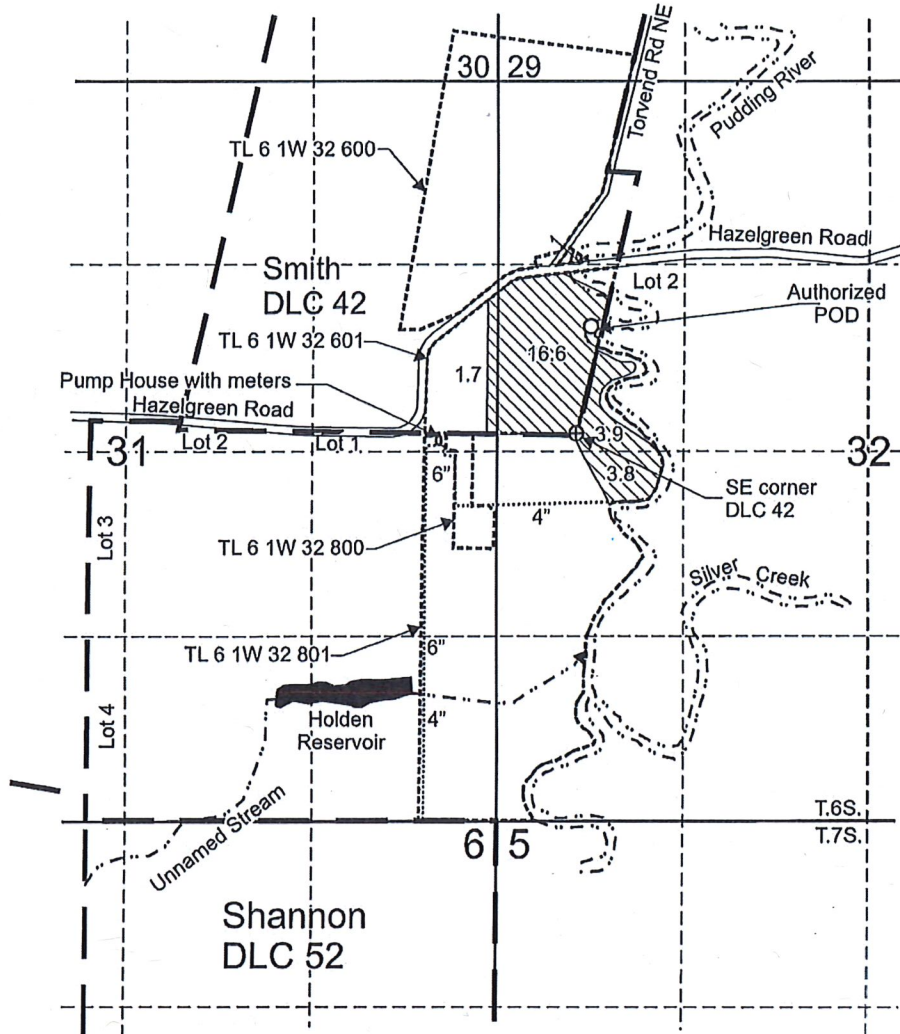 Torvend Rd NE
30 29
Pudding River
TL 6 1W 32 600
Hazelgreen Road
Smith
DLC 42
Lot 2
Authorized
POD
TL 6 1W 32 601
16.6
1.7
Pump House with meters
Hazelgreen Road
Lot 2
Lot 1
31
3.9
32
6"
3.8
SE corner
DLC 42
4"
Lot 3
TL 6 1W 32 800
Silver Creek
TL 6 1W 32 801
6"
4"
Holden
Reservoir
Lot 4
Unnamed Stream
T.6S.
T.7S.
6 5
Shannon
DLC 52